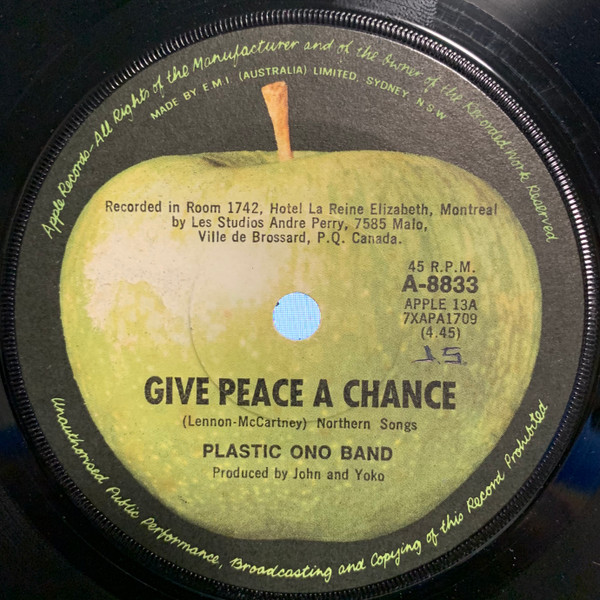 Apple Records-All Rights of the Manufacturer and of the Owner of the Recorded Work Reserved
MADE BY E.M.I. (AUSTRALIA) LIMITED, SYDNEY, N.S.W
Recorded in Room 1742, Hotel La Reine Elizabeth, Montreal
by Les Studios Andre Perry, 7585 Malo,
Ville de Brossard, P.Q. Canada.
45 R.P.M.
A-8833
APPLE 13A
7XAPA1709
(4.45)
15
GIVE PEACE A CHANCE
(Lennon-McCartney) Northern Songs
PLASTIC ONO BAND
Produced by John and Yoko
Unauthorised Public Performance, Broadcasting and Copying of this Record Prohibited